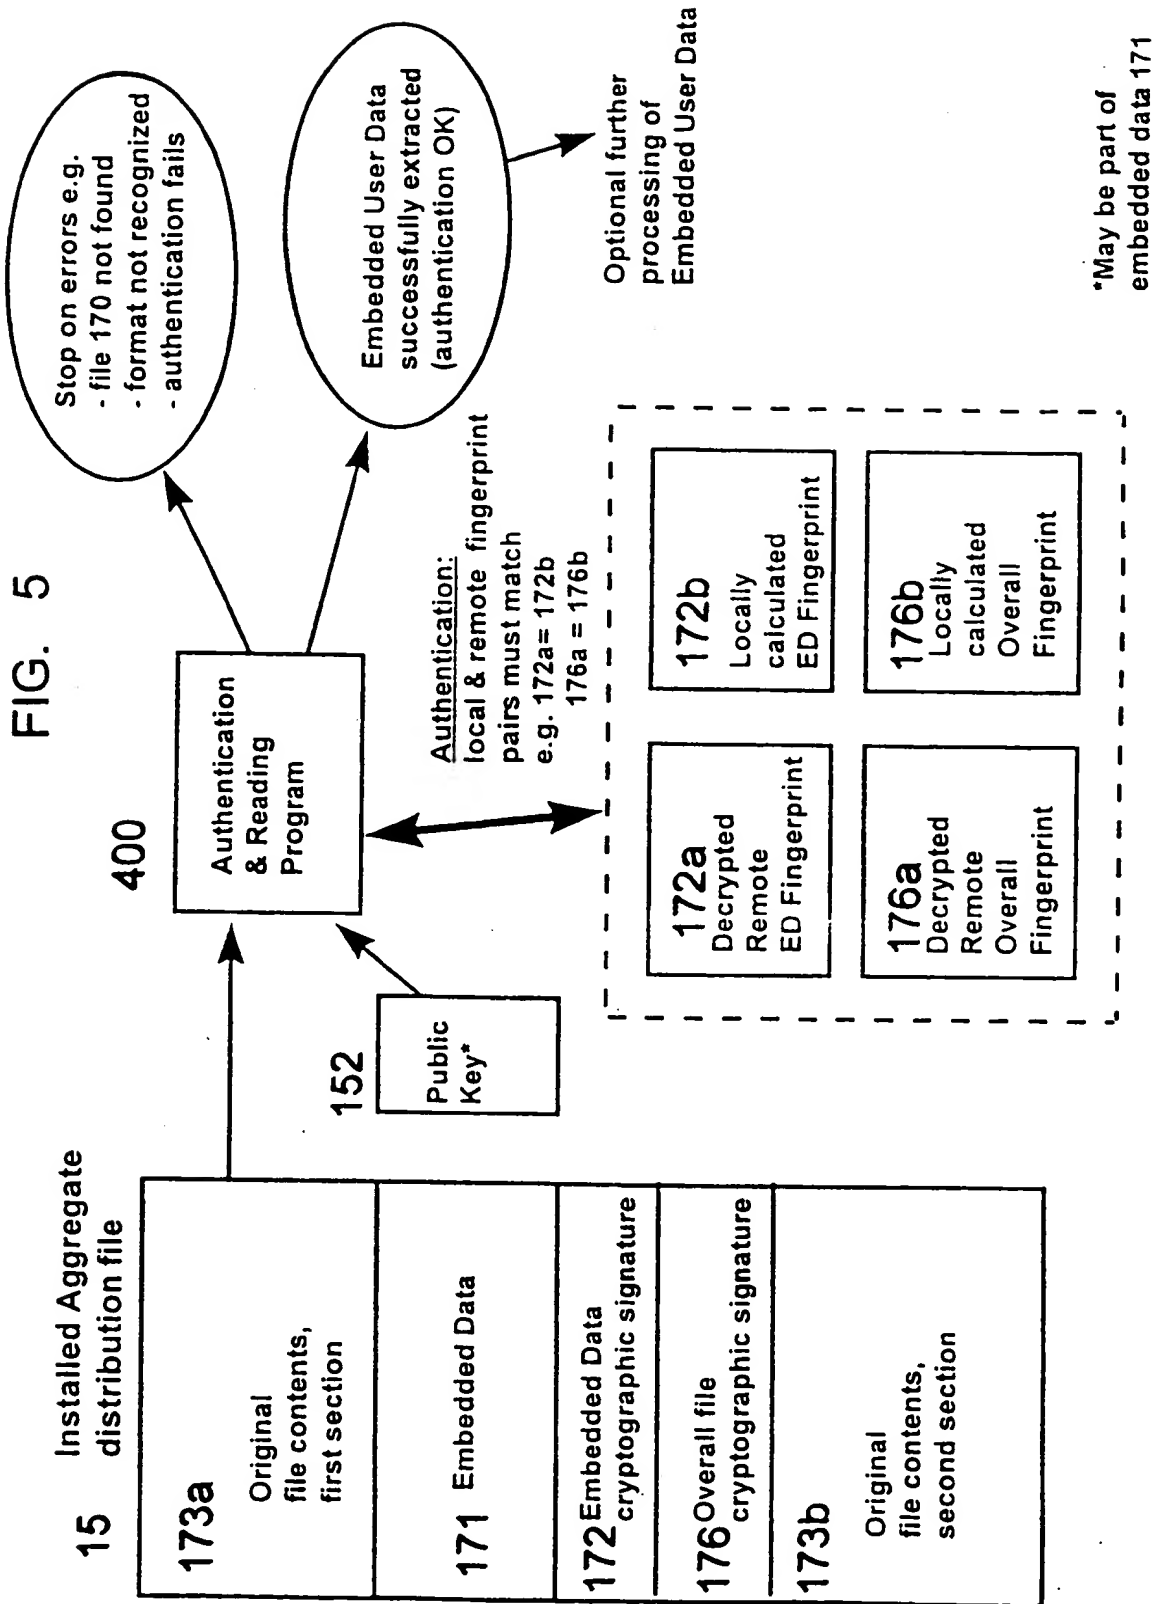 FIG. 5
15
Installed Aggregate
distribution file
173a
Original
file contents,
first section
171 Embedded Data
172 Embedded Data
cryptographic signature
176 Overall file
cryptographic signature
173b
Original
file contents,
second section
152
Public
Key*
400
Authentication
& Reading
Program
Stop on errors e.g.
- file 170 not found
- format not recognized
- authentication fails
Embedded User Data
successfully extracted
(authentication OK)
Optional further
processing of
Embedded User Data
Authentication:
local & remote fingerprint
pairs must match
e.g. 172a= 172b
176a = 176b
172a
Decrypted
Remote
ED Fingerprint
172b
Locally
calculated
ED Fingerprint
176a
Decrypted
Remote
Overall
Fingerprint
176b
Locally
calculated
Overall
Fingerprint
*May be part of
embedded data 171